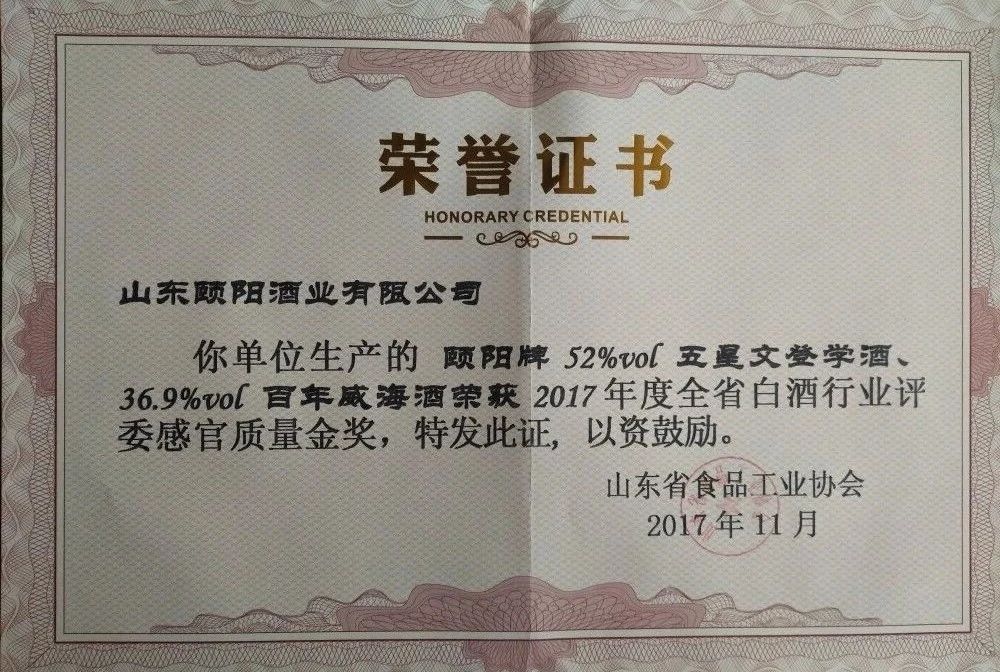 荣誉证书
HONORARY CREDENTIAL
山东颐阳酒业有限公司
你单位生产的 颐阳牌 52%vol 五星文登学酒、
36.9%vol 百年威海酒荣获 2017 年度全省白酒行业评
委感官质量金奖，特发此证，以资鼓励。
山东省食品工业协会
2017 年 11 月